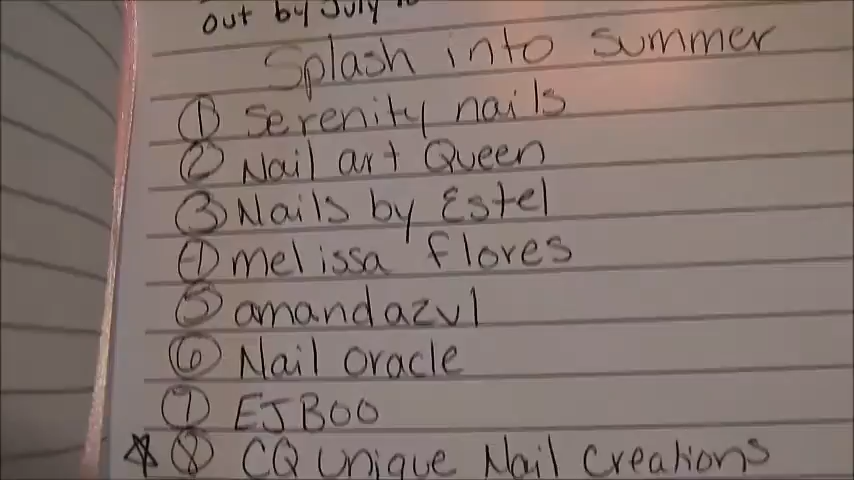 out by July
Splash into summer
① Serenity nails
② Nail art Queen
③ Nails by Estel
④ melissa flores
⑤ amandazv1
⑥ Nail oracle
⑦ EJBOO
☆ ⑧ CQ Unique Nail Creations